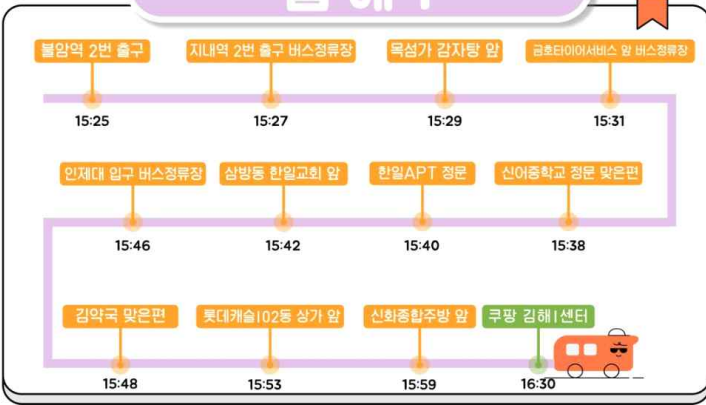 불암역 2번 출구
지내역 2번 출구 버스정류장
목섬가 감자탕 앞
금호타이어서비스 앞 버스정류장
15:25
15:27
15:29
15:31
인제대 입구 버스정류장
삼방동 한일교회 앞
한일APT 정문
신어중학교 정문 맞은편
15:46
15:42
15:40
15:38
김약국 맞은편
롯데캐슬102동 상가 앞
신화종합주방 앞
쿠팡 김해1센터
15:48
15:53
15:59
16:30